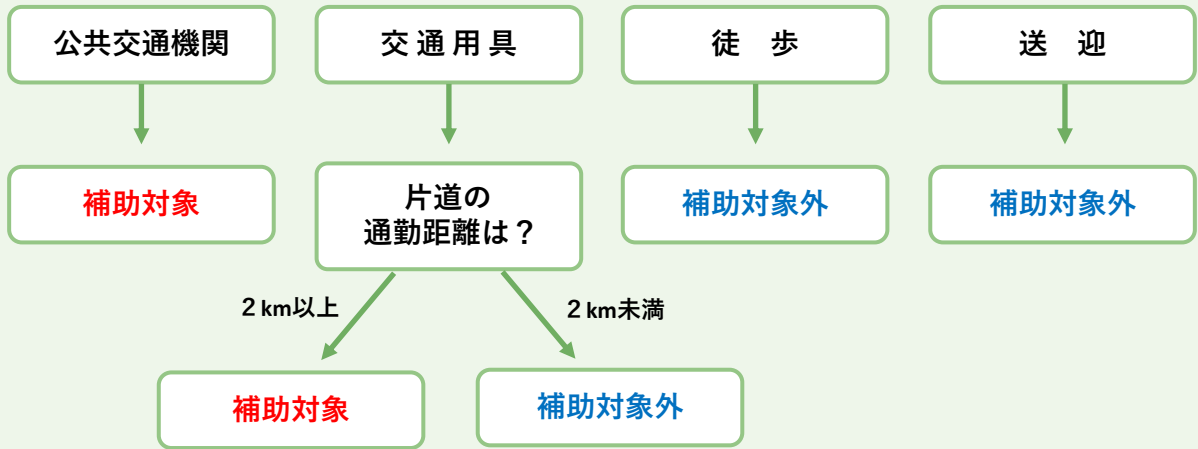 公共交通機関
交通用具
徒　歩
送　迎
補助対象
片道の
通勤距離は？
補助対象外
補助対象外
２km以上
２km未満
補助対象
補助対象外